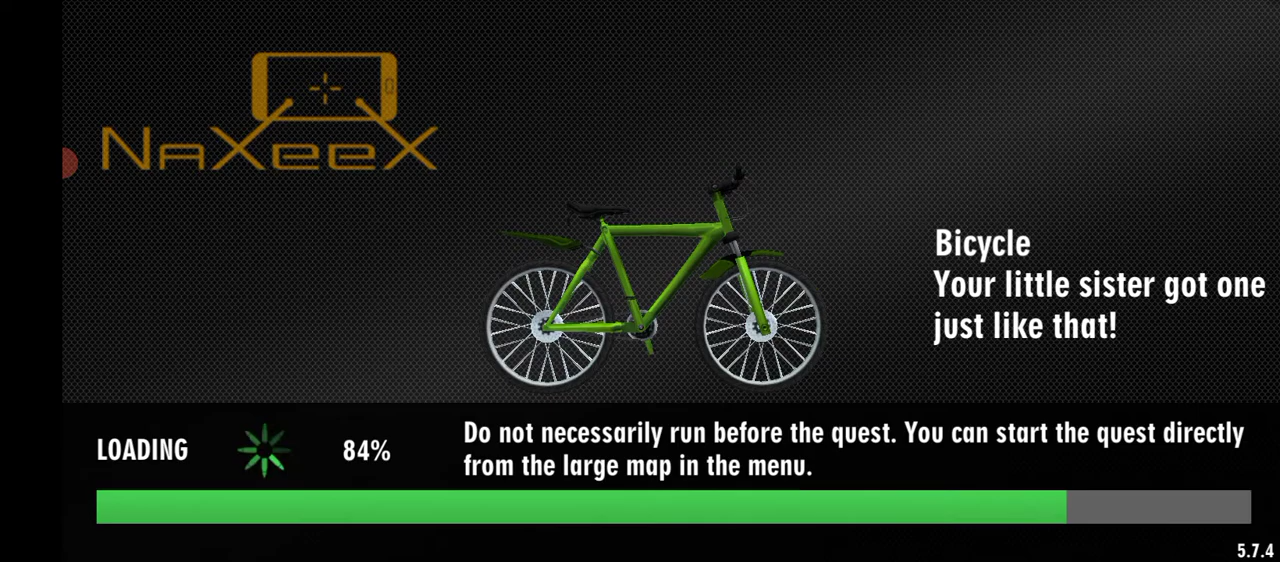 NaXeeX
Bicycle
Your little sister got one
just like that!
LOADING
84%
Do not necessarily run before the quest. You can start the quest directly
from the large map in the menu.
5.7.4